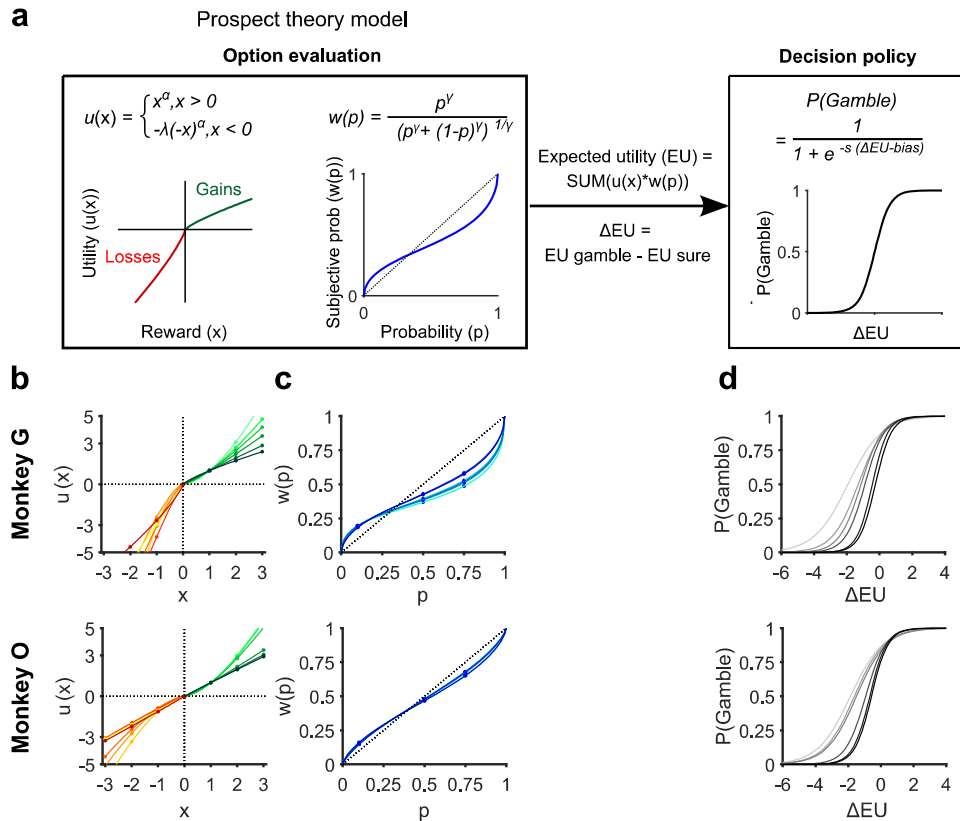 a
Prospect theory model
Option evaluation
Decision policy
u(x) = { x^α, x > 0
-λ(-x)^α, x < 0
w(p) = p^γ / (p^γ + (1-p)^γ)^1/γ
Utility (u(x))
Gains
Losses
Reward (x)
Subjective prob (w(p))
1
0
0
1
Probability (p)
Expected utility (EU) =
SUM(u(x)*w(p))
ΔEU =
EU gamble - EU sure
P(Gamble)
= 1 / 1 + e^-s (ΔEU-bias)
P(Gamble)
1
0.5
0
ΔEU
b
c
d
Monkey G
u (x)
5
3
0
-3
-5
-3 -2 -1 0 1 2 3
x
w(p)
1
0.75
0.5
0.25
0
0 0.25 0.5 0.75 1
p
P(Gamble)
1
0.75
0.5
0.25
0
-6 -4 -2 0 2 4
ΔEU
Monkey O
u (x)
5
3
0
-3
-5
-3 -2 -1 0 1 2 3
x
w(p)
1
0.75
0.5
0.25
0
0 0.25 0.5 0.75 1
p
P(Gamble)
1
0.75
0.5
0.25
0
-6 -4 -2 0 2 4
ΔEU